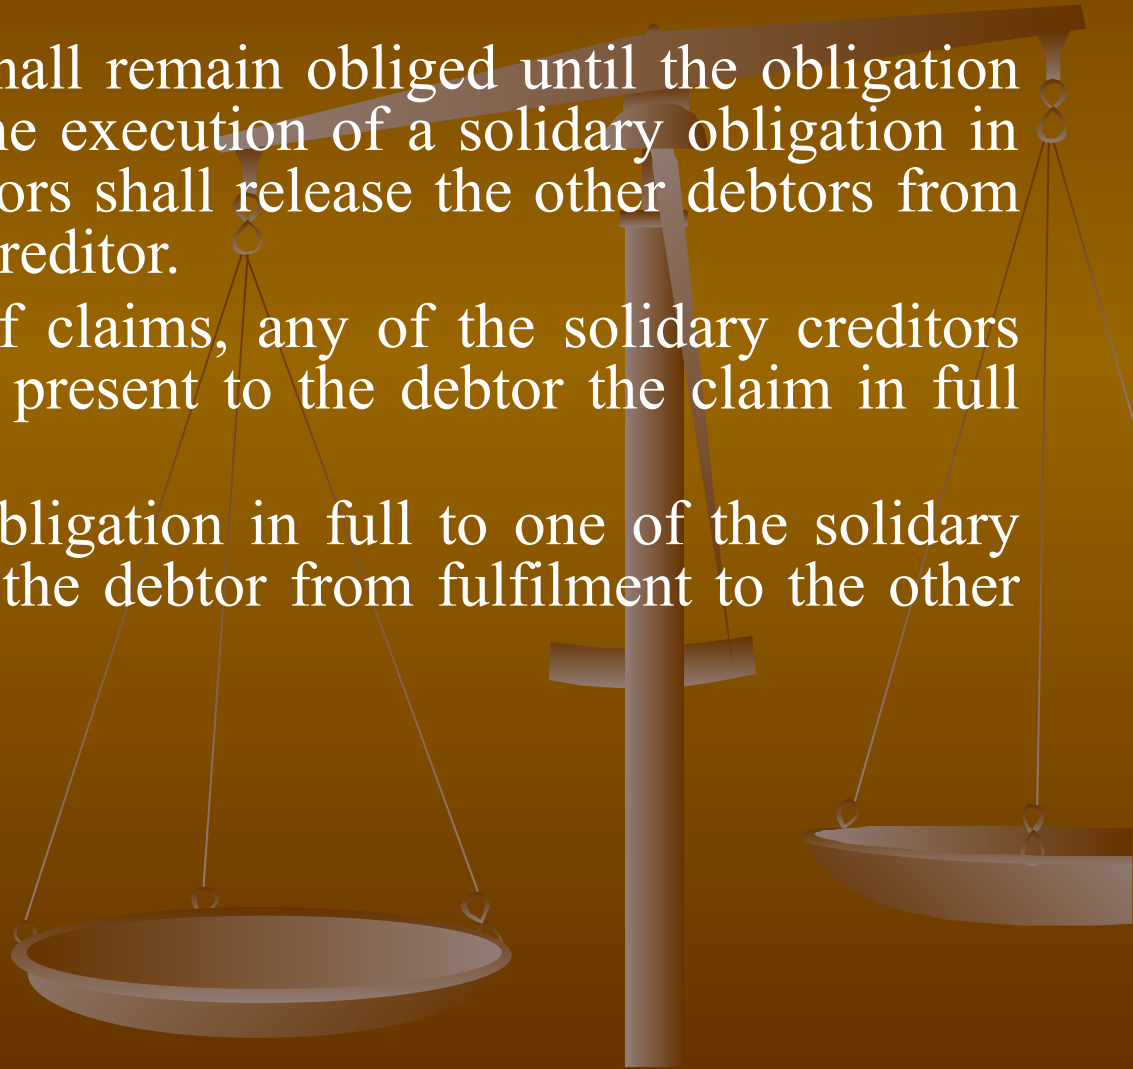 hall remain obliged until the obligation
he execution of a solidary obligation in
ors shall release the other debtors from
reditor.
f claims, any of the solidary creditors
present to the debtor the claim in full
bligation in full to one of the solidary
the debtor from fulfilment to the other